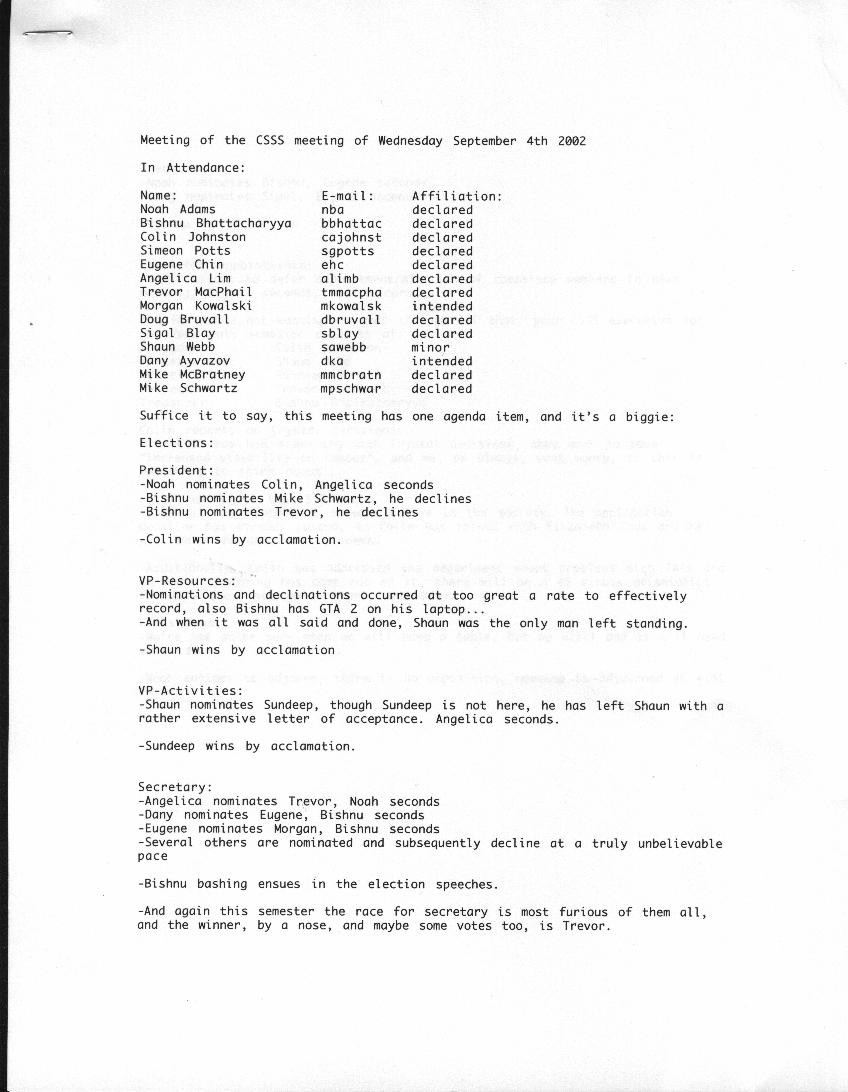 Meeting of the CSSS meeting of Wednesday September 4th 2002
In Attendance:
Name: E-mail: Affiliation:
Noah Adams nba declared
Bishnu Bhattacharyya bbhattac declared
Colin Johnston cajohnst declared
Simeon Potts sgpotts declared
Eugene Chin ehc declared
Angelica Lim alimb declared
Trevor MacPhail tmmacpha declared
Morgan Kowalski mkowalsk intended
Doug Bruvall dbruvall declared
Sigal Blay sblay declared
Shaun Webb sawebb minor
Dany Ayvazov dka intended
Mike McBratney mmcbratn declared
Mike Schwartz mpschwar declared
Suffice it to say, this meeting has one agenda item, and it's a biggie:
Elections:
President:
-Noah nominates Colin, Angelica seconds
-Bishnu nominates Mike Schwartz, he declines
-Bishnu nominates Trevor, he declines
-Colin wins by acclamation.
VP-Resources:
-Nominations and declinations occurred at too great a rate to effectively
record, also Bishnu has GTA 2 on his laptop...
-And when it was all said and done, Shaun was the only man left standing.
-Shaun wins by acclamation
VP-Activities:
-Shaun nominates Sundeep, though Sundeep is not here, he has left Shaun with a
rather extensive letter of acceptance. Angelica seconds.
-Sundeep wins by acclamation.
Secretary:
-Angelica nominates Trevor, Noah seconds
-Dany nominates Eugene, Bishnu seconds
-Eugene nominates Morgan, Bishnu seconds
-Several others are nominated and subsequently decline at a truly unbelievable
pace
-Bishnu bashing ensues in the election speeches.
-And again this semester the race for secretary is most furious of them all,
and the winner, by a nose, and maybe some votes too, is Trevor.